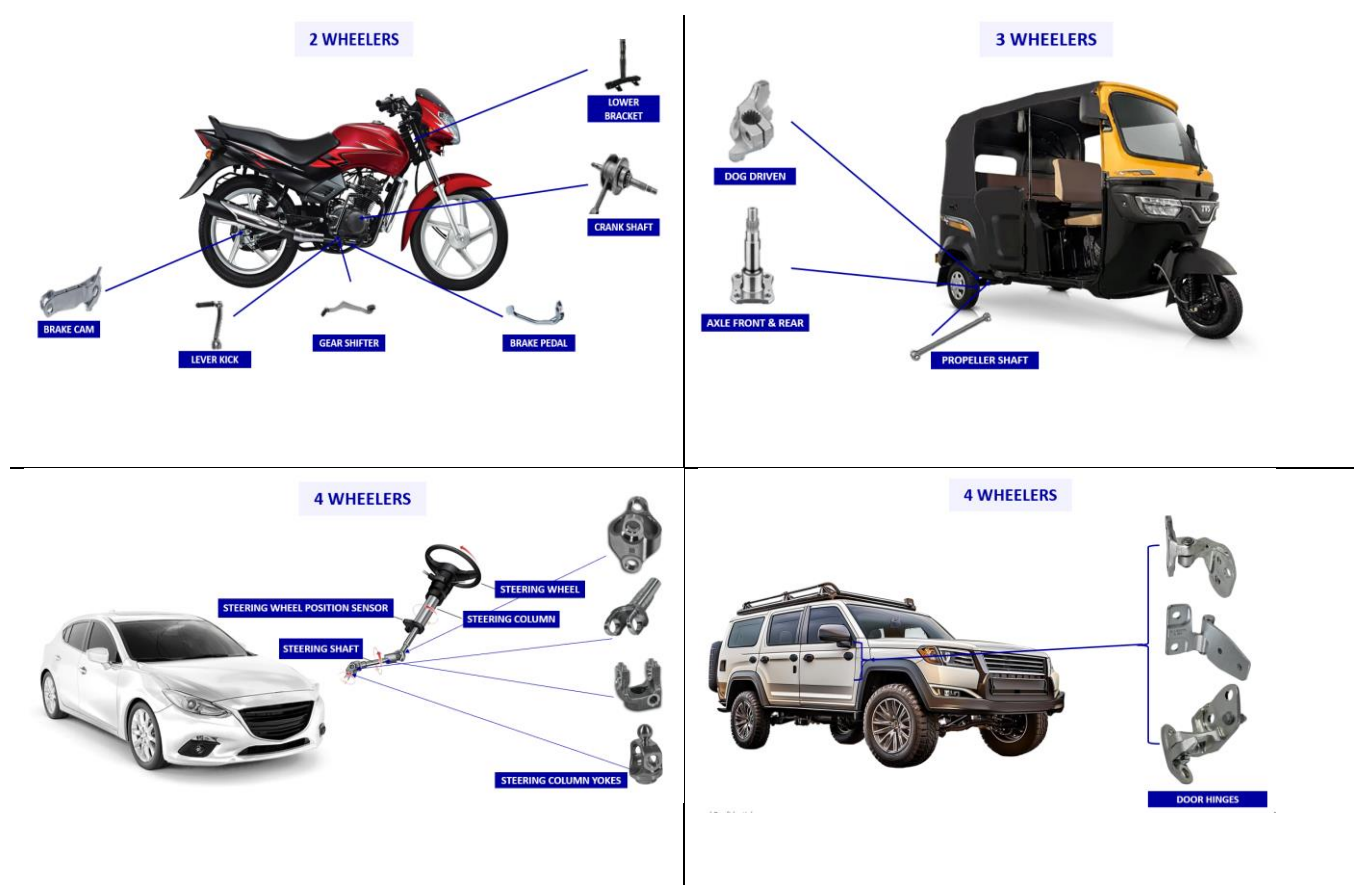 2 WHEELERS
LOWER
BRACKET
CRANK SHAFT
BRAKE CAM
LEVER KICK
GEAR SHIFTER
BRAKE PEDAL
3 WHEELERS
DOG DRIVEN
TVS
AXLE FRONT & REAR
PROPELLER SHAFT
4 WHEELERS
STEERING WHEEL
STEERING WHEEL POSITION SENSOR
STEERING COLUMN
STEERING SHAFT
STEERING COLUMN YOKES
4 WHEELERS
DOOR HINGES